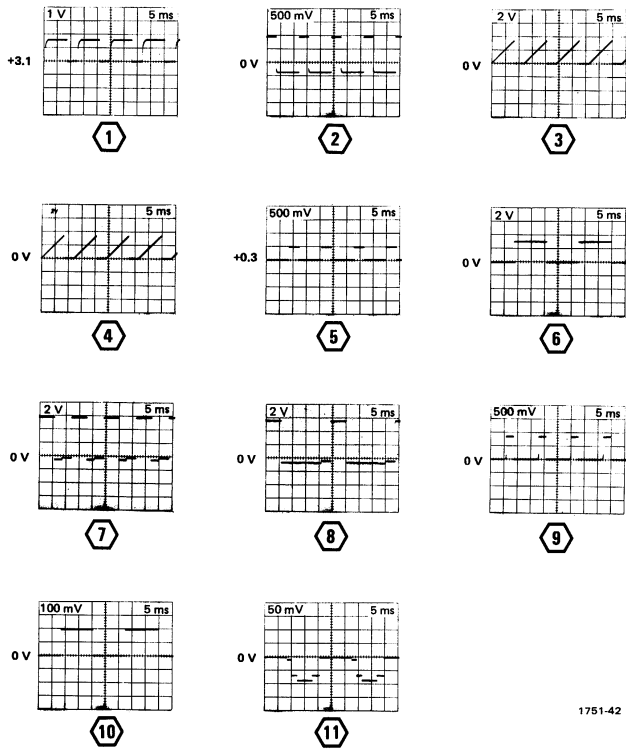 1 V 5 ms
+3.1
1
500 mV 5 ms
0 V
2
2 V 5 ms
0 V
3
5 ms
0 V
4
500 mV 5 ms
+0.3
5
2 V 5 ms
0 V
6
2 V 5 ms
0 V
7
2 V 5 ms
0 V
8
500 mV 5 ms
0 V
9
100 mV 5 ms
0 V
10
50 mV 5 ms
0 V
11
1751-42